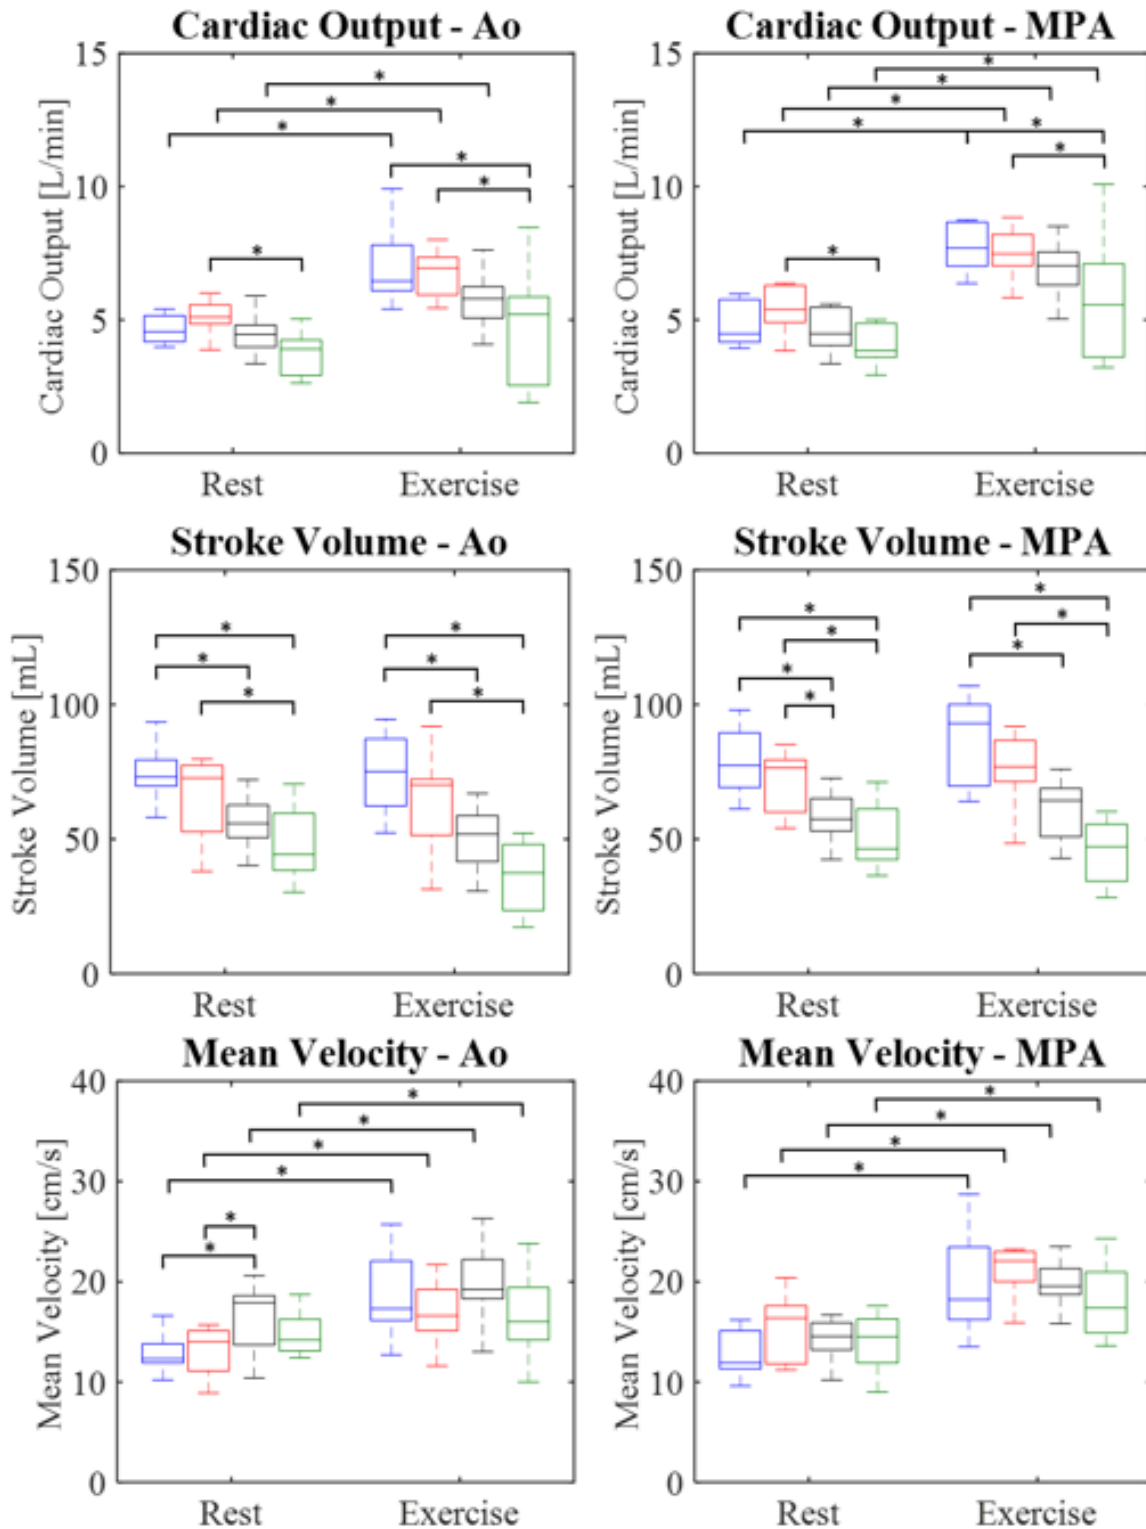 Cardiac Output - Ao
Cardiac Output [L/min]
15
10
5
0
* * * * * *
Rest Exercise
Cardiac Output - MPA
Cardiac Output [L/min]
15
10
5
0
* * * * * * *
Rest Exercise
Stroke Volume - Ao
Stroke Volume [mL]
150
100
50
0
* * * * * *
Rest Exercise
Stroke Volume - MPA
Stroke Volume [mL]
150
100
50
0
* * * * * * *
Rest Exercise
Mean Velocity - Ao
Mean Velocity [cm/s]
40
30
20
10
0
* * * * * *
Rest Exercise
Mean Velocity - MPA
Mean Velocity [cm/s]
40
30
20
10
0
* * * *
Rest Exercise